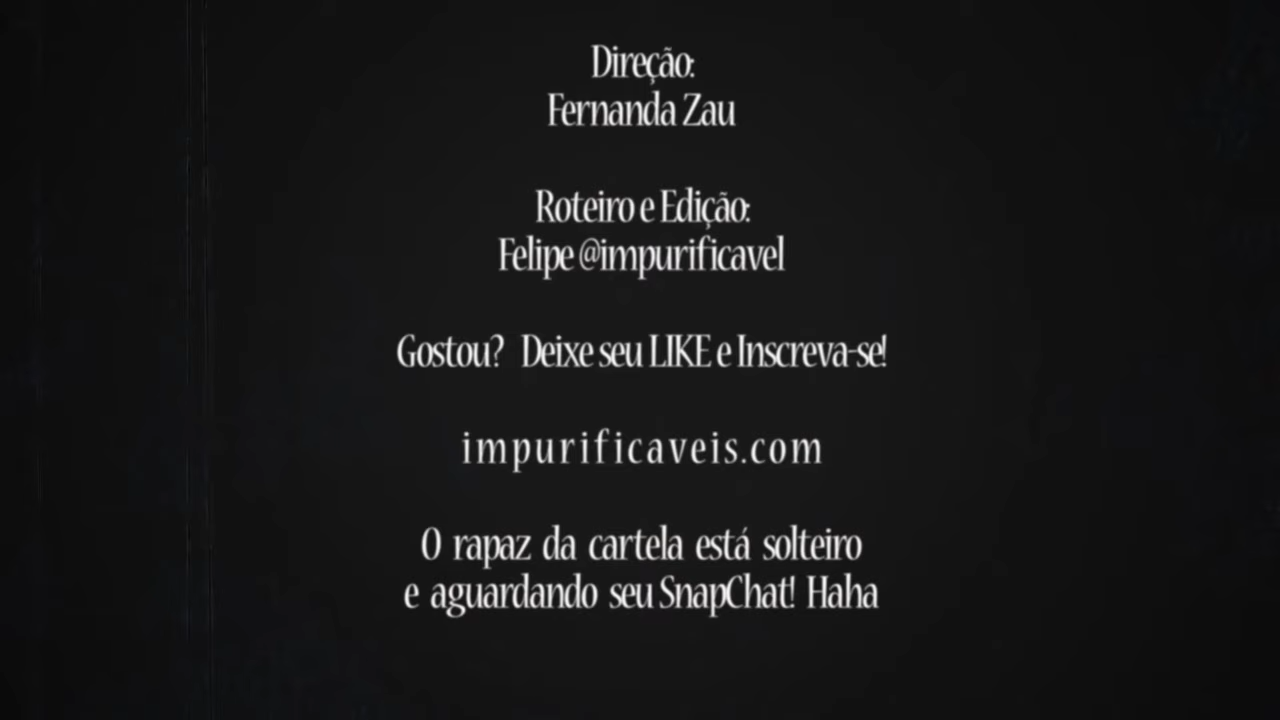 Direção:
Fernanda Zau
Roteiro e Edição:
Felipe @impurificavel
Gostou? Deixe seu LIKE e Inscreva-se!
impurificaveis.com
O rapaz da cartela está solteiro
e aguardando seu SnapChat! Haha